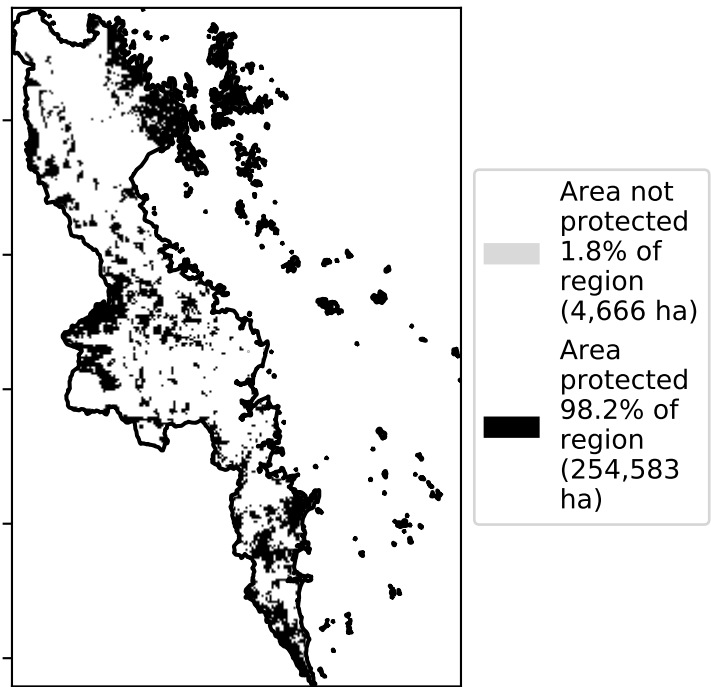 Area not
protected
1.8% of
region
(4,666 ha)
Area
protected
98.2% of
region
(254,583
ha)